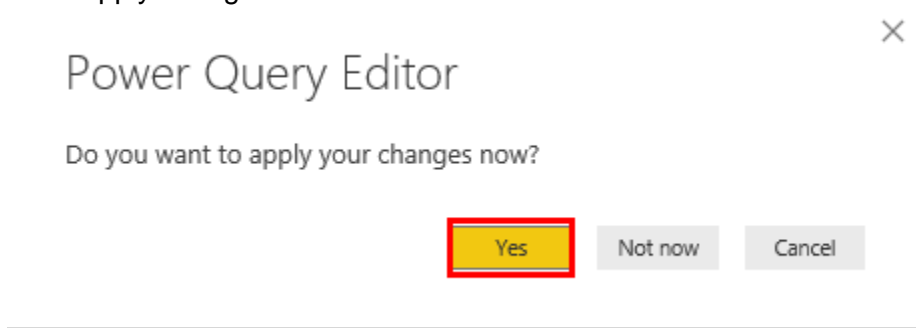 Power Query Editor
Do you want to apply your changes now?
Yes Not now Cancel